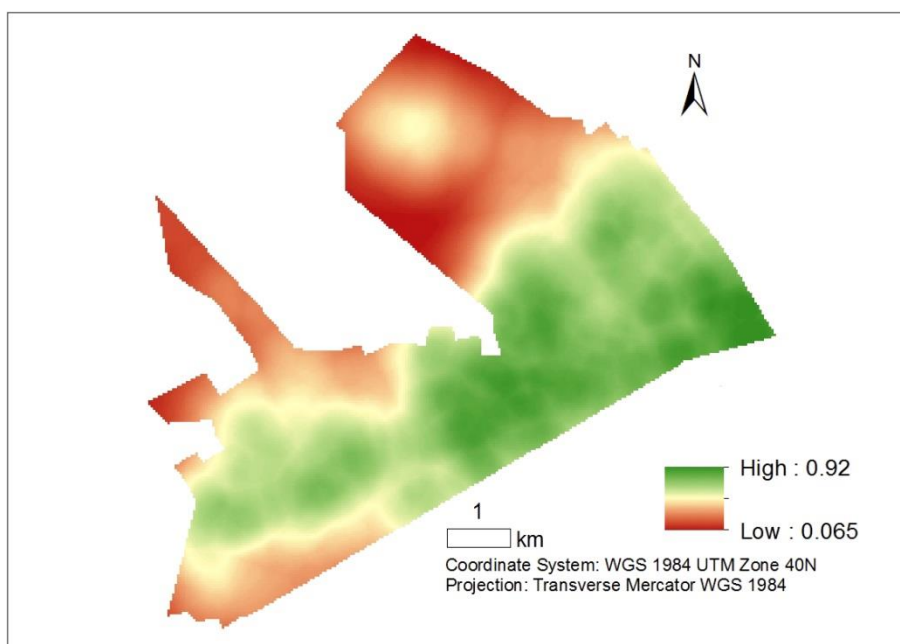 N
High : 0.92
Low : 0.065
1
km
Coordinate System: WGS 1984 UTM Zone 40N
Projection: Transverse Mercator WGS 1984